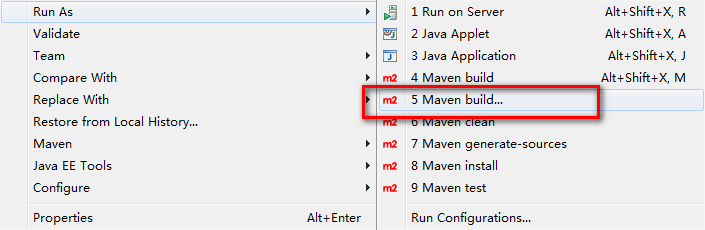 Run As
Validate
Team
Compare With
Replace With
Restore from Local History...
Maven
Java EE Tools
Configure
Properties Alt+Enter
1 Run on Server Alt+Shift+X, R
2 Java Applet Alt+Shift+X, A
3 Java Application Alt+Shift+X, J
m2 4 Maven build Alt+Shift+X, M
m2 5 Maven build...
m2 6 Maven clean
m2 7 Maven generate-sources
m2 8 Maven install
m2 9 Maven test
Run Configurations...